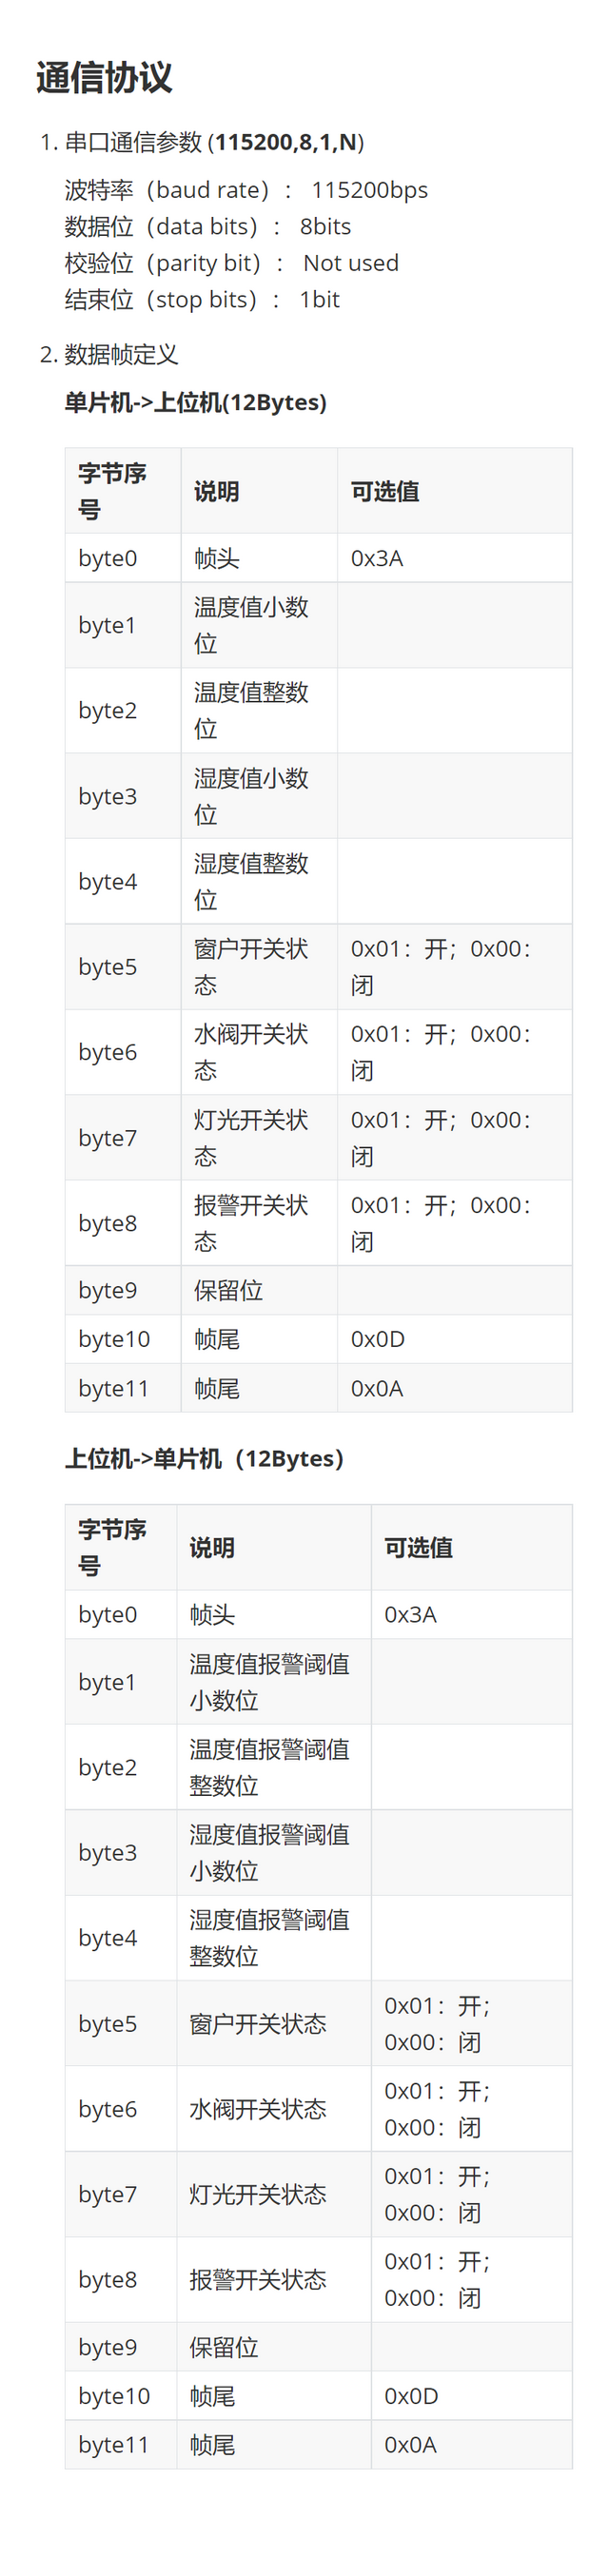 通信协议
1. 串口通信参数 (115200,8,1,N)
波特率（baud rate）： 115200bps
数据位（data bits）： 8bits
校验位（parity bit）： Not used
结束位（stop bits）： 1bit
2. 数据帧定义
单片机->上位机(12Bytes)
字节序
号 说明 可选值
byte0 帧头 0x3A
byte1 温度值小数
位
byte2 温度值整数
位
byte3 湿度值小数
位
byte4 湿度值整数
位
byte5 窗户开关状 0x01：开；0x00：
态 闭
byte6 水阀开关状 0x01：开；0x00：
态 闭
byte7 灯光开关状 0x01：开；0x00：
态 闭
byte8 报警开关状 0x01：开；0x00：
态 闭
byte9 保留位
byte10 帧尾 0x0D
byte11 帧尾 0x0A
上位机->单片机（12Bytes）
字节序
号 说明 可选值
byte0 帧头 0x3A
byte1 温度值报警阈值
小数位
byte2 温度值报警阈值
整数位
byte3 湿度值报警阈值
小数位
byte4 湿度值报警阈值
整数位
byte5 窗户开关状态 0x01：开；
0x00：闭
byte6 水阀开关状态 0x01：开；
0x00：闭
byte7 灯光开关状态 0x01：开；
0x00：闭
byte8 报警开关状态 0x01：开；
0x00：闭
byte9 保留位
byte10 帧尾 0x0D
byte11 帧尾 0x0A